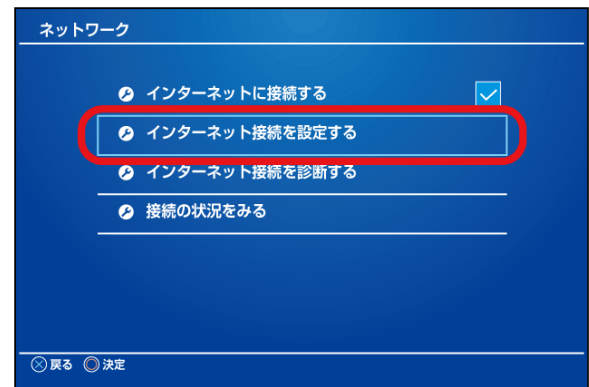 ネットワーク
インターネットに接続する
インターネット接続を設定する
インターネット接続を診断する
接続の状況をみる
戻る 決定